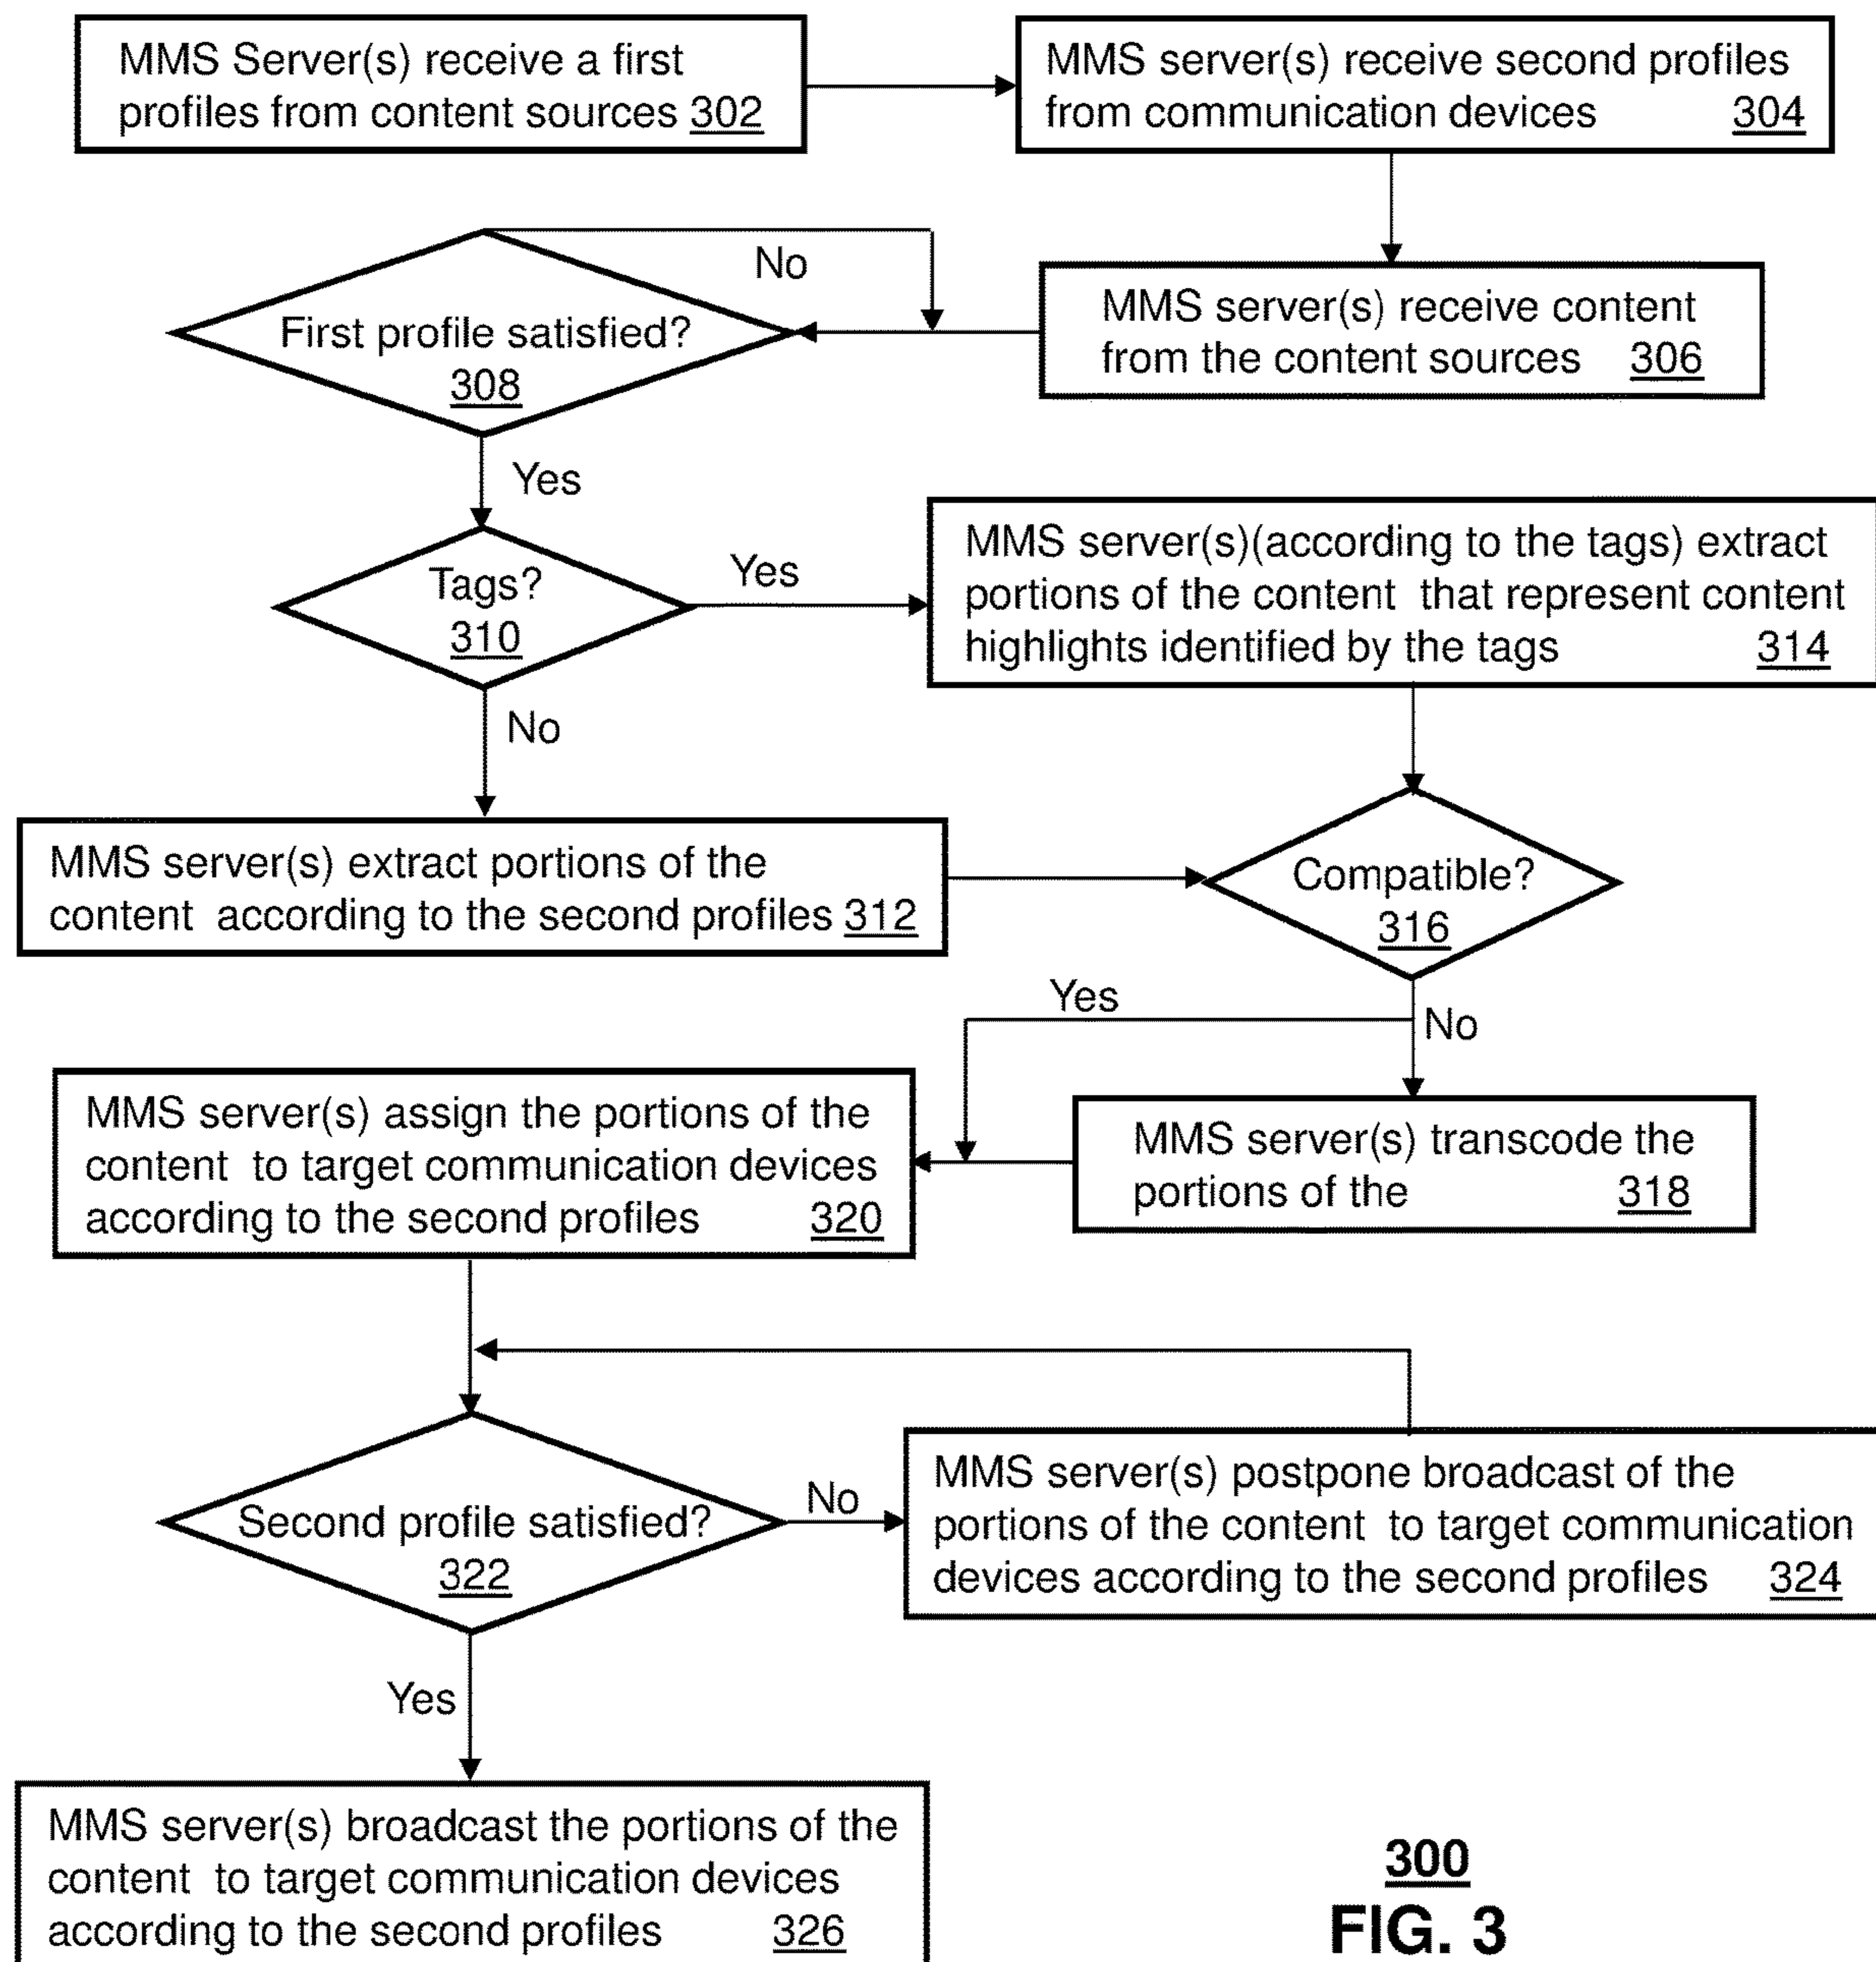 MMS Server(s) receive a first
profiles from content sources 302
MMS server(s) receive second profiles
from communication devices 304
No
First profile satisfied?
308
MMS server(s) receive content
from the content sources 306
Yes
Tags?
310
Yes
MMS server(s)(according to the tags) extract
portions of the content that represent content
highlights identified by the tags 314
No
MMS server(s) extract portions of the
content according to the second profiles 312
Compatible?
316
Yes
No
MMS server(s) assign the portions of the
content to target communication devices
according to the second profiles 320
MMS server(s) transcode the
portions of the 318
Second profile satisfied?
322
No
MMS server(s) postpone broadcast of the
portions of the content to target communication
devices according to the second profiles 324
Yes
MMS server(s) broadcast the portions of the
content to target communication devices
according to the second profiles 326
300
FIG. 3